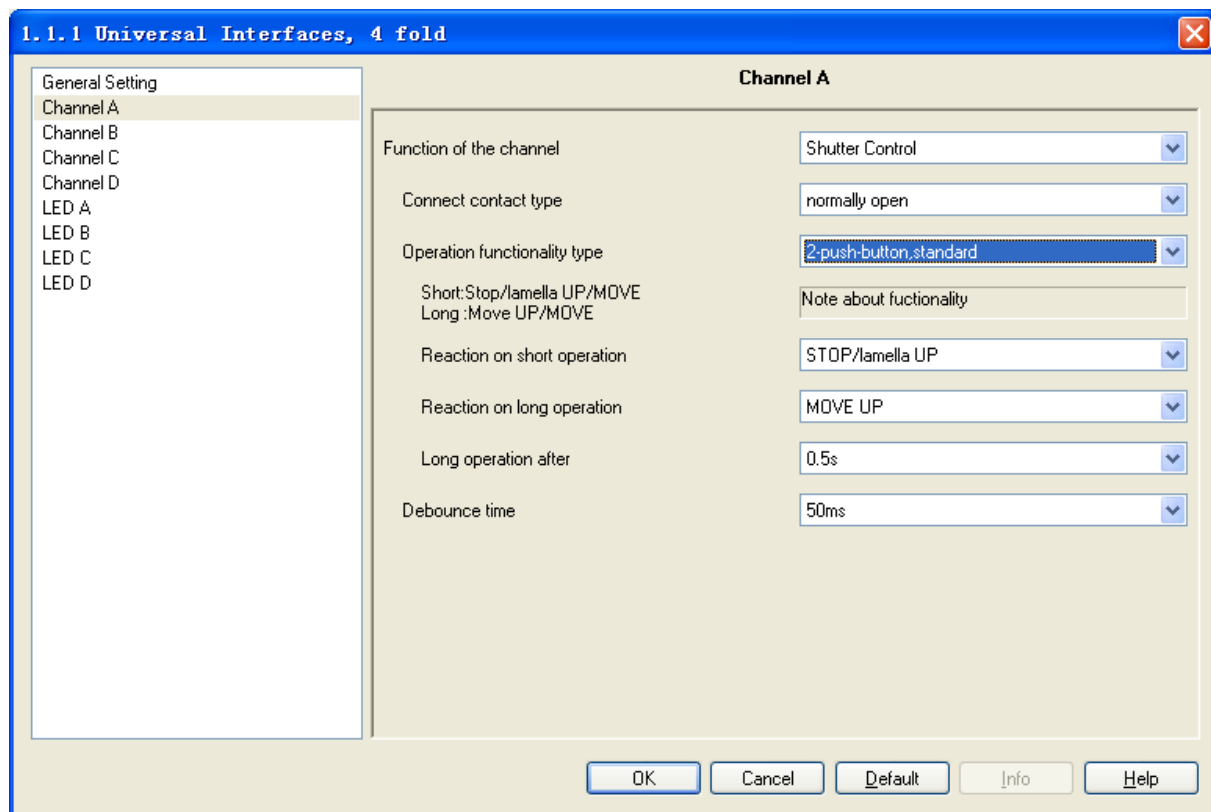 1.1.1 Universal Interfaces, 4 fold
General Setting
Channel A
Channel B
Channel C
Channel D
LED A
LED B
LED C
LED D
Channel A
Function of the channel
Shutter Control
Connect contact type
normally open
Operation functionality type
2-push-button,standard
Short:Stop/lamella UP/MOVE
Long :Move UP/MOVE
Note about fuctionality
Reaction on short operation
STOP/lamella UP
Reaction on long operation
MOVE UP
Long operation after
0.5s
Debounce time
50ms
OK
Cancel
Default
Info
Help